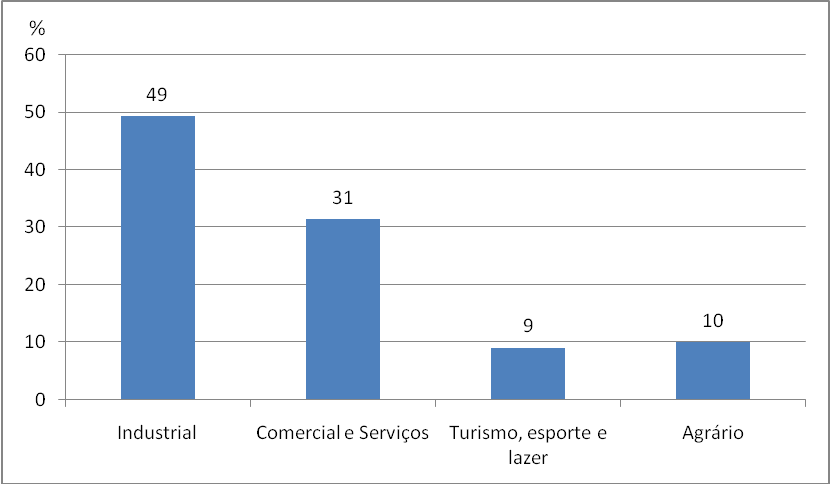 %
60
49
50
40
31
30
20
9
10
10
0
Industrial
Comercial e Serviços
Turismo, esporte e
lazer
Agrário